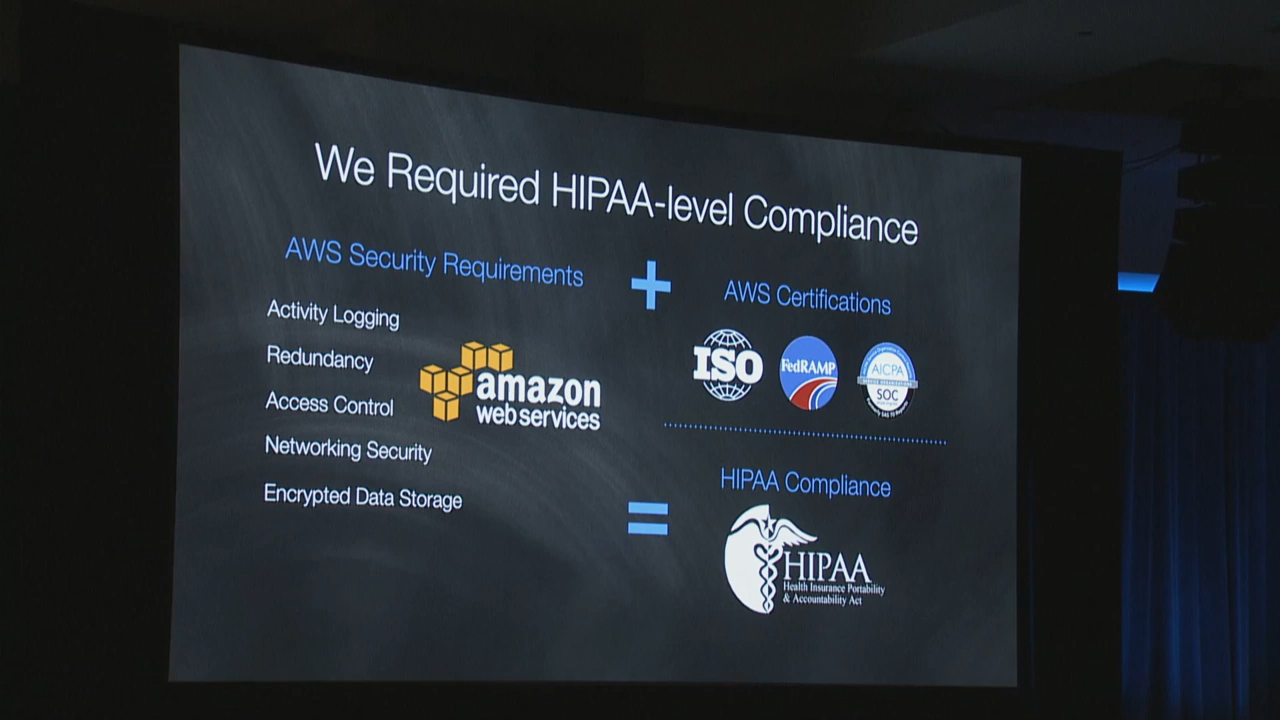 We Required HIPAA-level Compliance
AWS Security Requirements
+
AWS Certifications
Activity Logging
Redundancy
Access Control
Networking Security
Encrypted Data Storage
amazon
web services
ISO
FedRAMP
AICPA
SOC
=
HIPAA Compliance
HIPAA
Health Insurance Portability
& Accountability Act